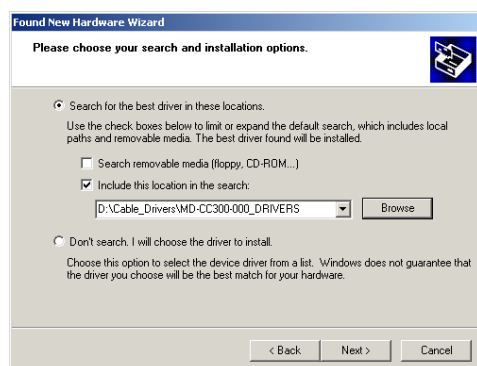 Found New Hardware Wizard
Please choose your search and installation options.
Search for the best driver in these locations.
Use the check boxes below to limit or expand the default search, which includes local
paths and removable media. The best driver found will be installed.
Search removable media (floppy, CD-ROM...)
Include this location in the search:
D:\Cable_Drivers\MD-CC300-000_DRIVERS
Browse
Don't search. I will choose the driver to install.
Choose this option to select the device driver from a list. Windows does not guarantee that
the driver you choose will be the best match for your hardware.
< Back
Next >
Cancel